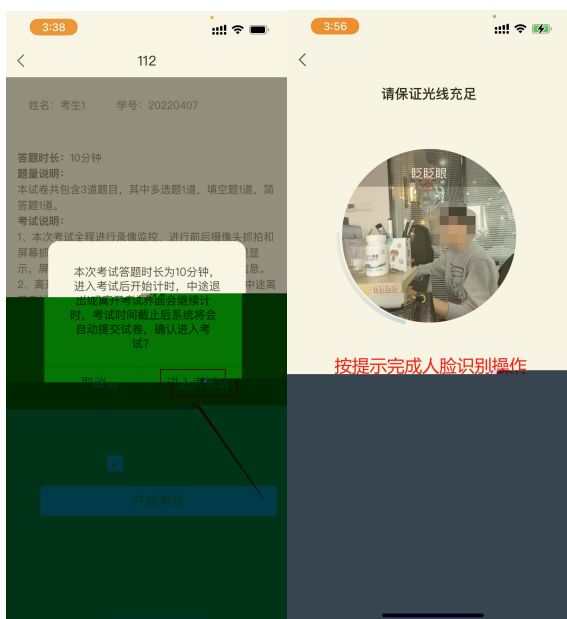 3:38
112
姓名：考生1 学号：20220407
答题时长：10分钟
题量说明：
本试卷共包含3道题目，其中多选题1道，填空题1道，简
答题1道。
考试说明：
1、本次考试全程进行录像监控，进行前后摄像头抓拍和
屏幕抓
示，屏
息。
2、离开
中途离
本次考试答题时长为10分钟，
进入考试后开始计时，中途退
出或离开考试界面会继续计
时，考试时间截止后系统将会
自动提交试卷，确认进入考
试？
取消
进入考试
开始考试
3:56
请保证光线充足
眨眨眼
按提示完成人脸识别操作